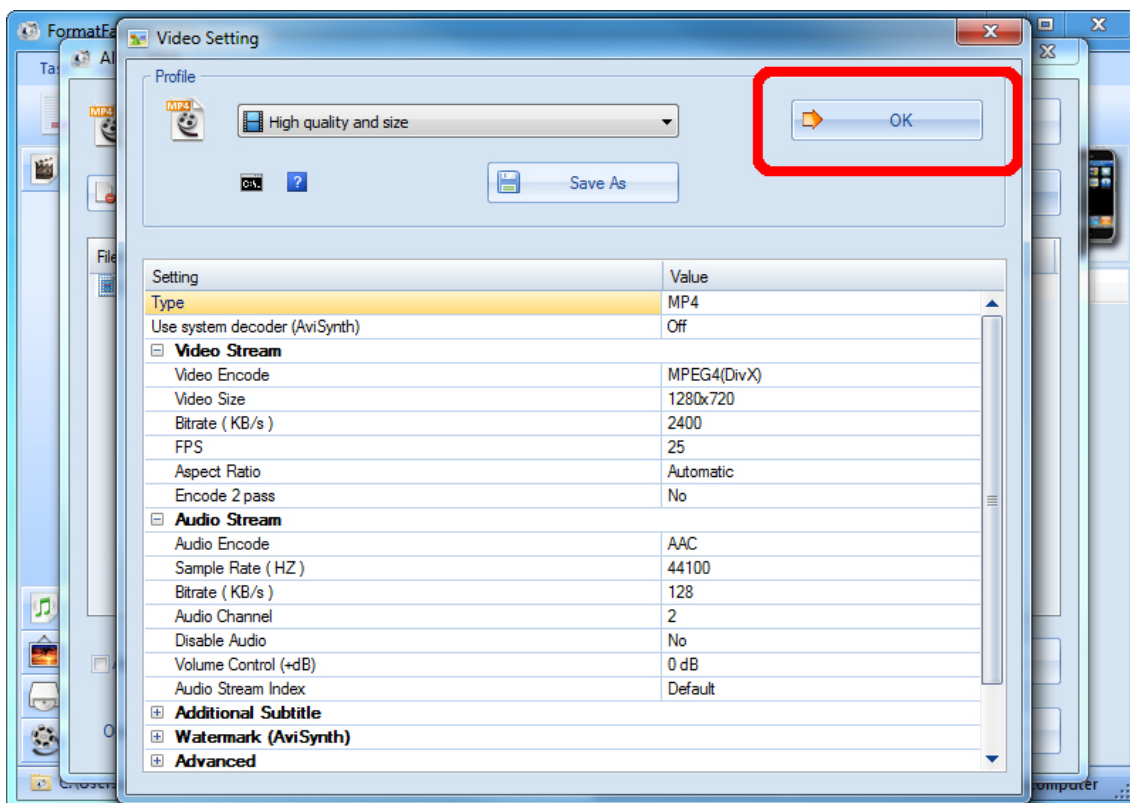 FormatFa
Video Setting
Al
Ta
Profile
MP4
High quality and size
OK
C:\.
?
Save As
File
Setting Value
Type MP4
Use system decoder (AviSynth) Off
Video Stream
Video Encode MPEG4(DivX)
Video Size 1280x720
Bitrate ( KB/s ) 2400
FPS 25
Aspect Ratio Automatic
Encode 2 pass No
Audio Stream
Audio Encode AAC
Sample Rate ( HZ ) 44100
Bitrate ( KB/s ) 128
Audio Channel 2
Disable Audio No
Volume Control (+dB) 0 dB
Audio Stream Index Default
Additional Subtitle
Watermark (AviSynth)
Advanced